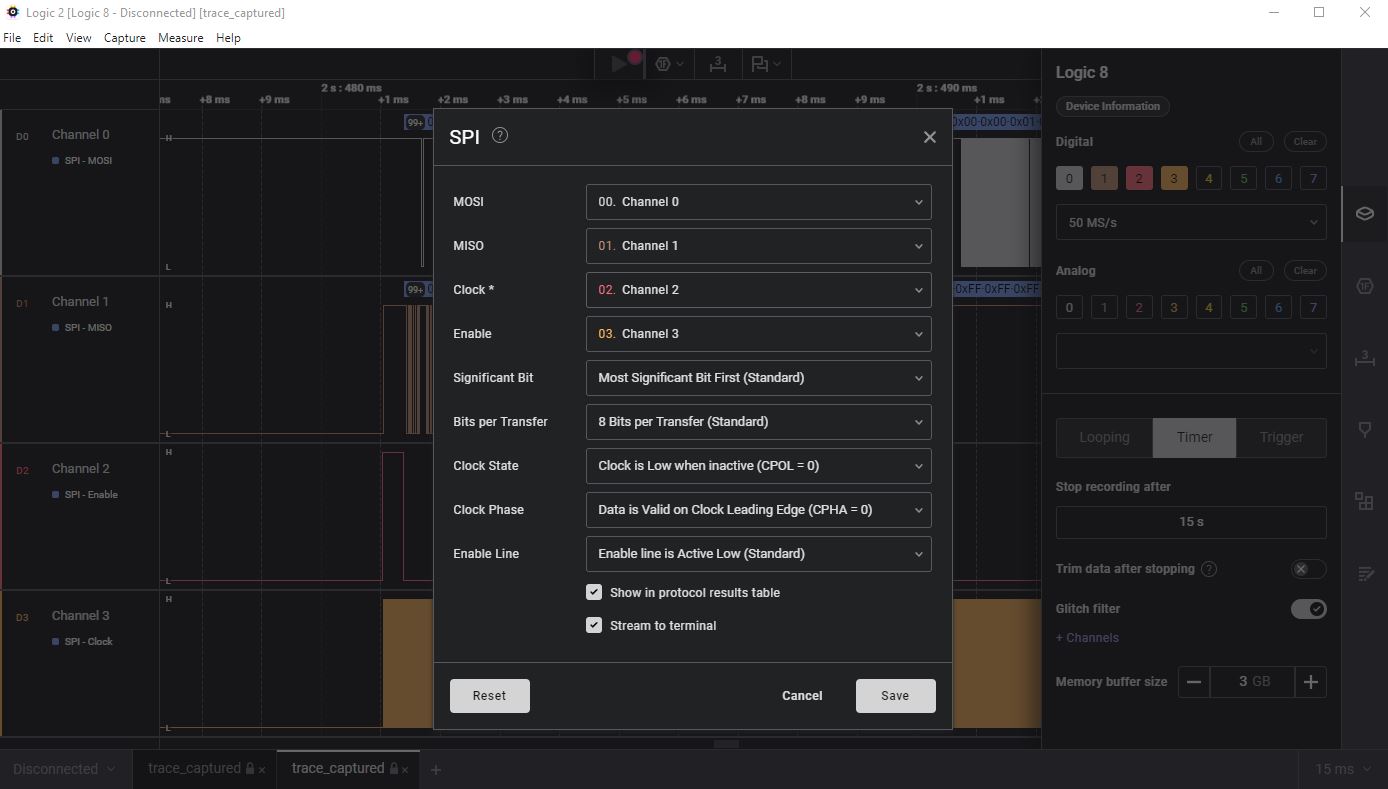 Logic 2 [Logic 8 - Disconnected] [trace_captured]
File Edit View Capture Measure Help
2 s : 480 ms 2 s : 490 ms
ms +8 ms +9 ms +1 ms +2 ms +3 ms +4 ms +5 ms +6 ms +7 ms +8 ms +9 ms +1 ms
D0 Channel 0
SPI - MOSI
H
L
99+
0x00 0x00 0x01
D1 Channel 1
SPI - MISO
H
L
99+
0xFF 0xFF 0xFF
D2 Channel 2
SPI - Enable
H
L
D3 Channel 3
SPI - Clock
H
L
SPI ?
MOSI 00. Channel 0
MISO 01. Channel 1
Clock * 02. Channel 2
Enable 03. Channel 3
Significant Bit Most Significant Bit First (Standard)
Bits per Transfer 8 Bits per Transfer (Standard)
Clock State Clock is Low when inactive (CPOL = 0)
Clock Phase Data is Valid on Clock Leading Edge (CPHA = 0)
Enable Line Enable line is Active Low (Standard)
Show in protocol results table
Stream to terminal
Reset Cancel Save
Logic 8
Device Information
Digital All Clear
0 1 2 3 4 5 6 7
50 MS/s
Analog All Clear
0 1 2 3 4 5 6 7
Looping Timer Trigger
Stop recording after
15 s
Trim data after stopping ?
Glitch filter
+ Channels
Memory buffer size 3 GB
Disconnected trace_captured trace_captured 15 ms